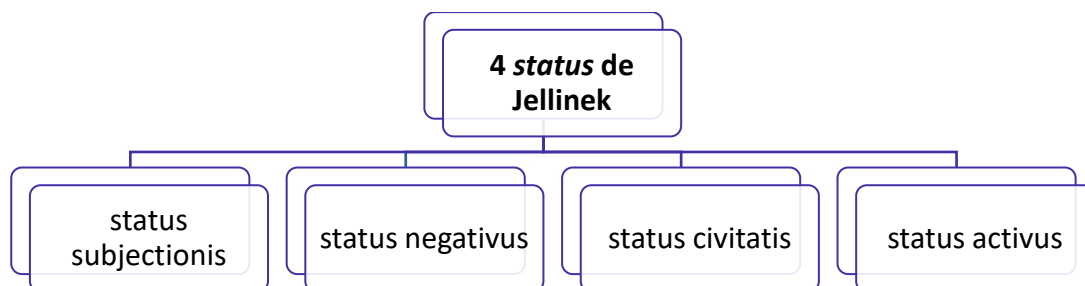 4 status de
Jellinek
status
subjectionis
status negativus
status civitatis
status activus